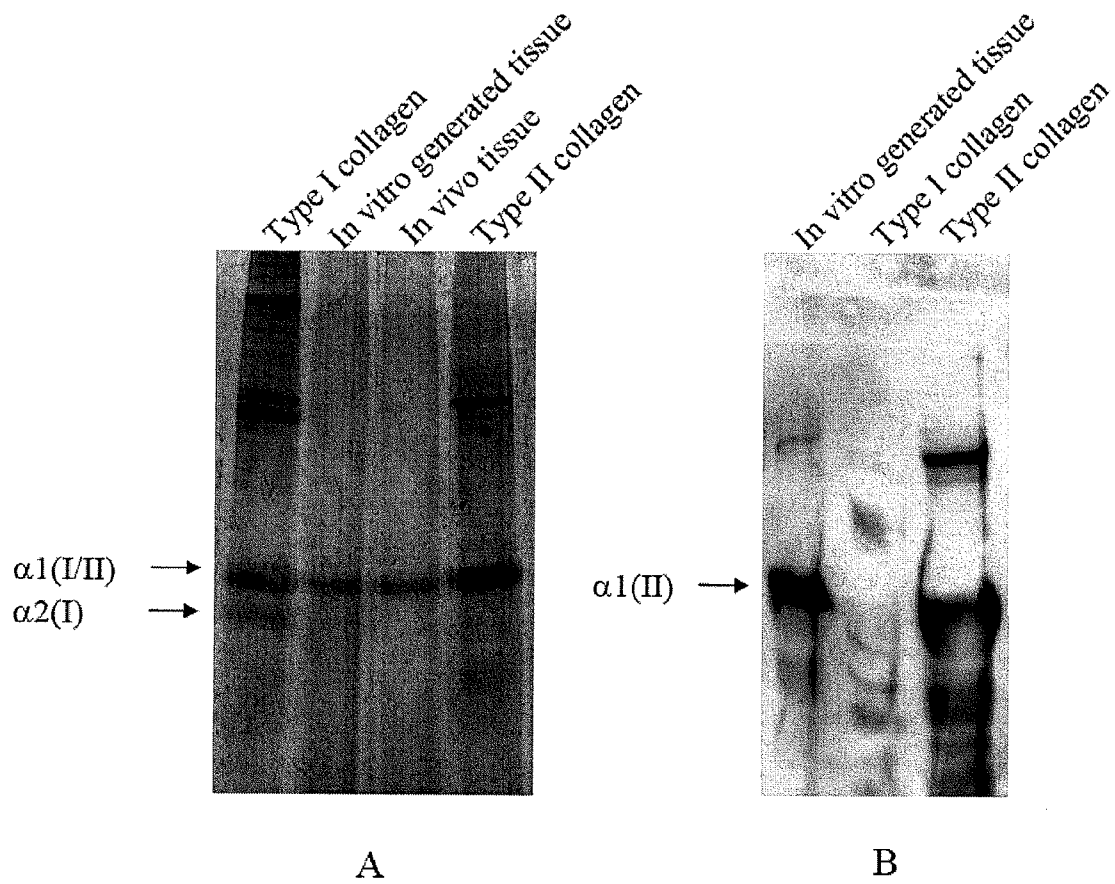 Type I collagen
In vitro generated tissue
In vivo tissue
Type II collagen
In vitro generated tissue
Type I collagen
Type II collagen
α1(I/II)
α2(I)
α1(II)
A
B